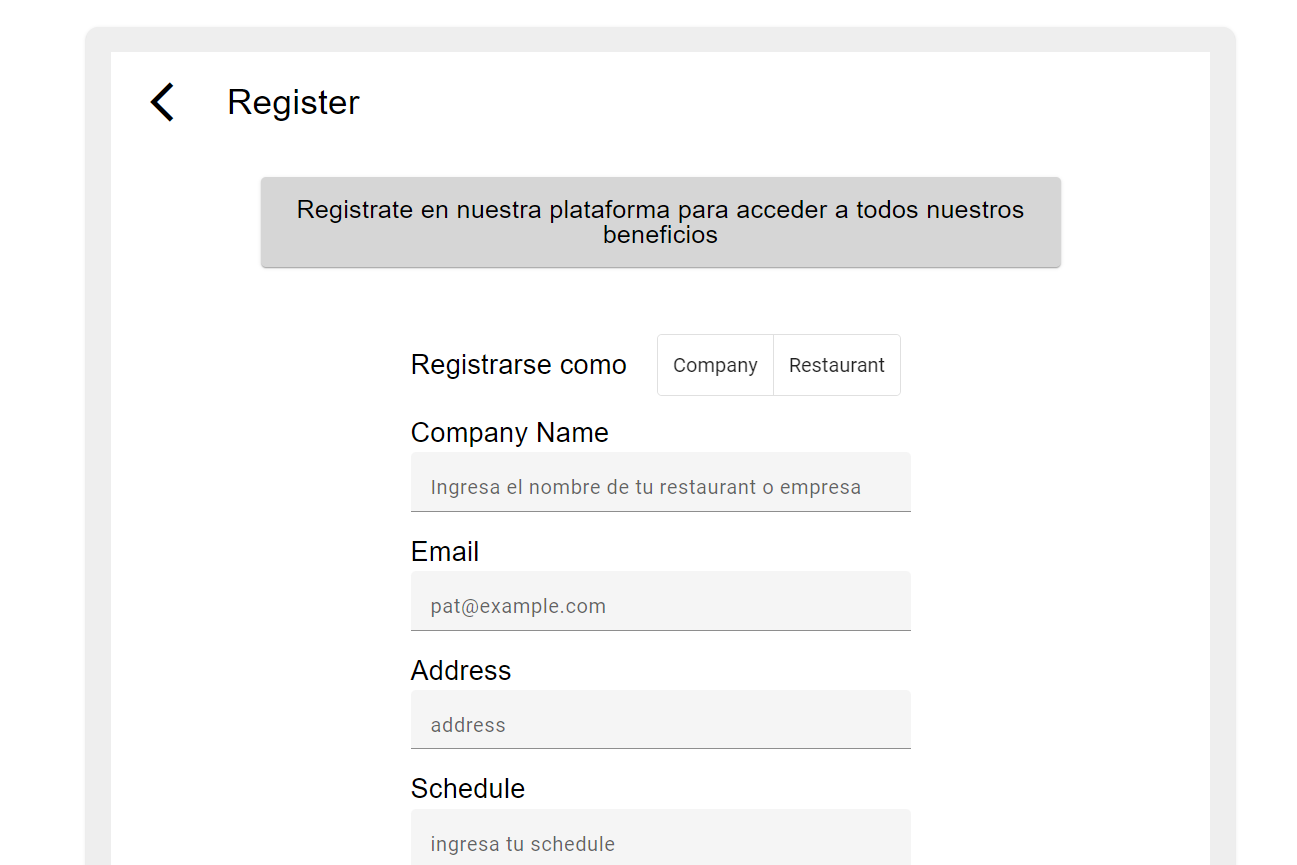 Register
Registrate en nuestra plataforma para acceder a todos nuestros
beneficios
Registrarse como Company Restaurant
Company Name
Ingresa el nombre de tu restaurant o empresa
Email
pat@example.com
Address
address
Schedule
ingresa tu schedule